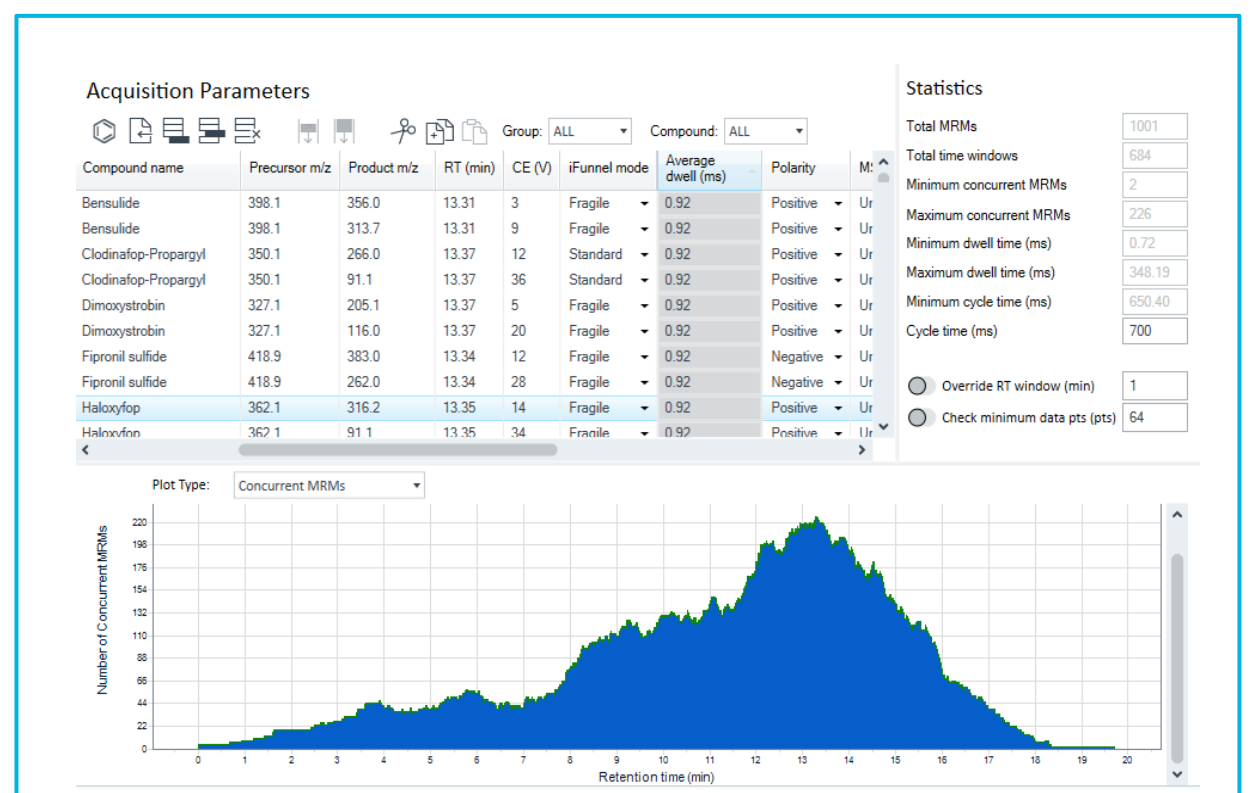 Acquisition Parameters
Group: ALL Compound: ALL
Compound name Precursor m/z Product m/z RT (min) CE (V) iFunnel mode Average dwell (ms) Polarity MS
Bensulide 398.1 356.0 13.31 3 Fragile 0.92 Positive Ur
Bensulide 398.1 313.7 13.31 9 Fragile 0.92 Positive Ur
Clodinafop-Propargyl 350.1 266.0 13.37 12 Standard 0.92 Positive Ur
Clodinafop-Propargyl 350.1 91.1 13.37 36 Standard 0.92 Positive Ur
Dimoxystrobin 327.1 205.1 13.37 5 Fragile 0.92 Positive Ur
Dimoxystrobin 327.1 116.0 13.37 20 Fragile 0.92 Positive Ur
Fipronil sulfide 418.9 383.0 13.34 12 Fragile 0.92 Negative Ur
Fipronil sulfide 418.9 262.0 13.34 28 Fragile 0.92 Negative Ur
Haloxyfop 362.1 316.2 13.35 14 Fragile 0.92 Positive Ur
Haloxyfop 362.1 91.1 13.35 34 Fragile 0.92 Positive Ur
Statistics
Total MRMs 1001
Total time windows 684
Minimum concurrent MRMs 2
Maximum concurrent MRMs 226
Minimum dwell time (ms) 0.72
Maximum dwell time (ms) 348.19
Minimum cycle time (ms) 650.40
Cycle time (ms) 700
Override RT window (min) 1
Check minimum data pts (pts) 64
Plot Type: Concurrent MRMs
Number of Concurrent MRMs
220
198
176
154
132
110
88
66
44
22
0
0 1 2 3 4 5 6 7 8 9 10 11 12 13 14 15 16 17 18 19 20
Retention time (min)